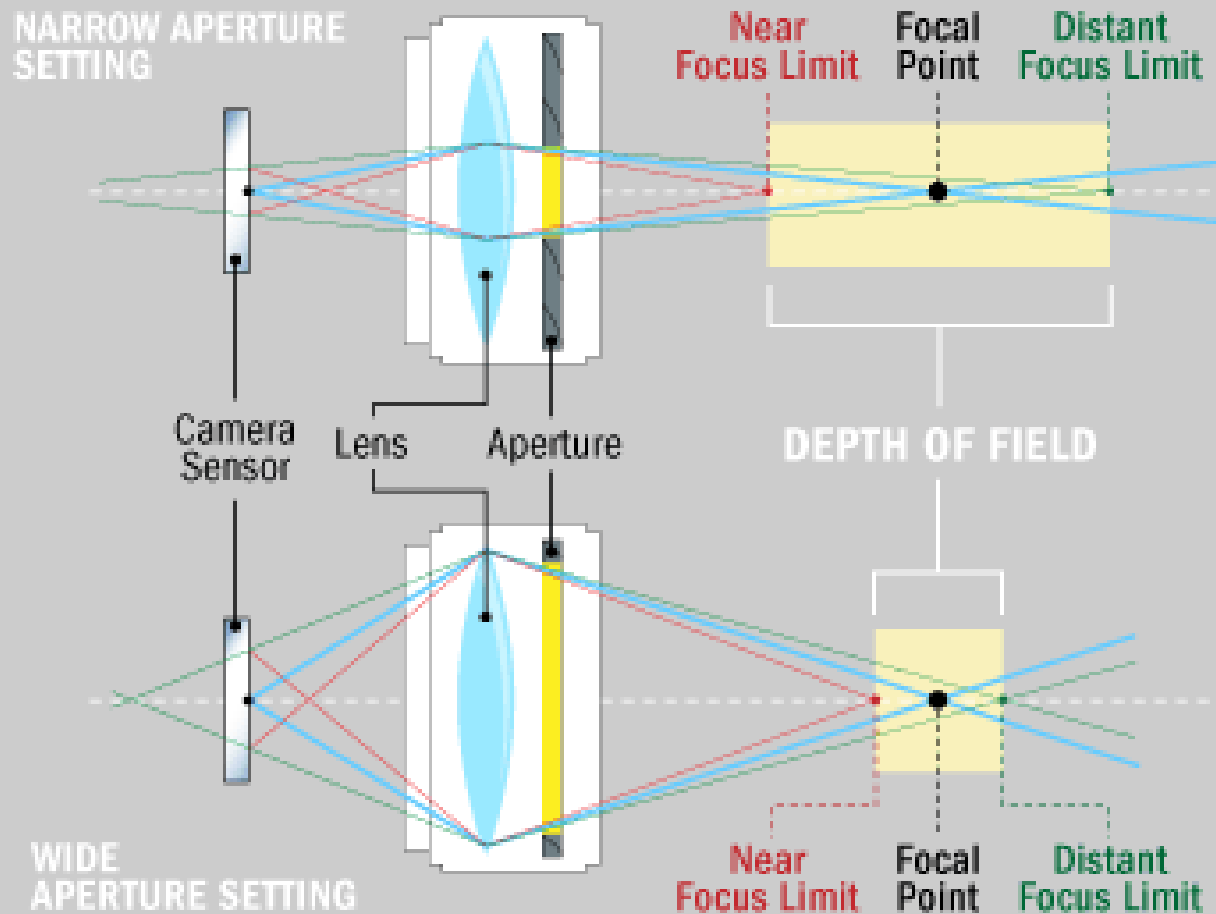 NARROW APERTURE
SETTING
Near
Focus Limit
Focal
Point
Distant
Focus Limit
Camera
Sensor
Lens
Aperture
DEPTH OF FIELD
WIDE
APERTURE SETTING
Near
Focus Limit
Focal
Point
Distant
Focus Limit